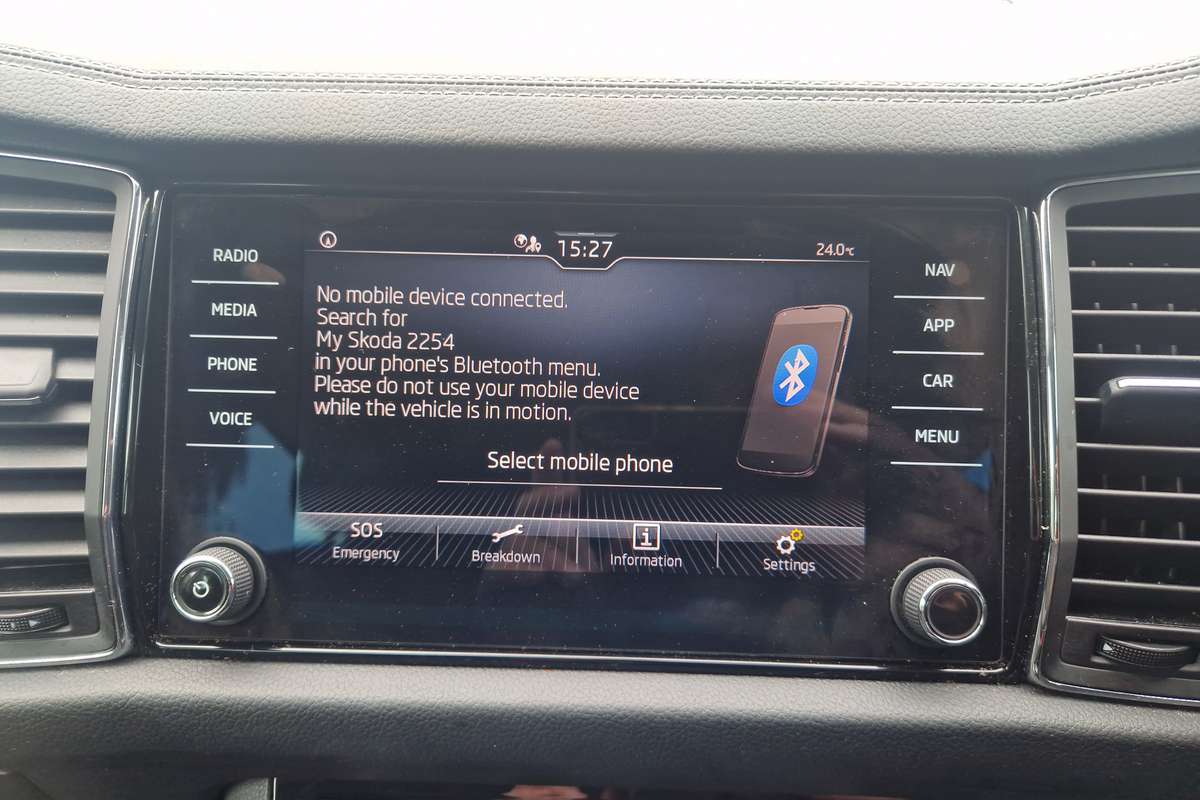 RADIO
MEDIA
PHONE
VOICE
15:27
24.0°C
No mobile device connected.
Search for
My Skoda 2254
in your phone's Bluetooth menu.
Please do not use your mobile device
while the vehicle is in motion.
Select mobile phone
SOS
Emergency
Breakdown
i
Information
Settings
NAV
APP
CAR
MENU